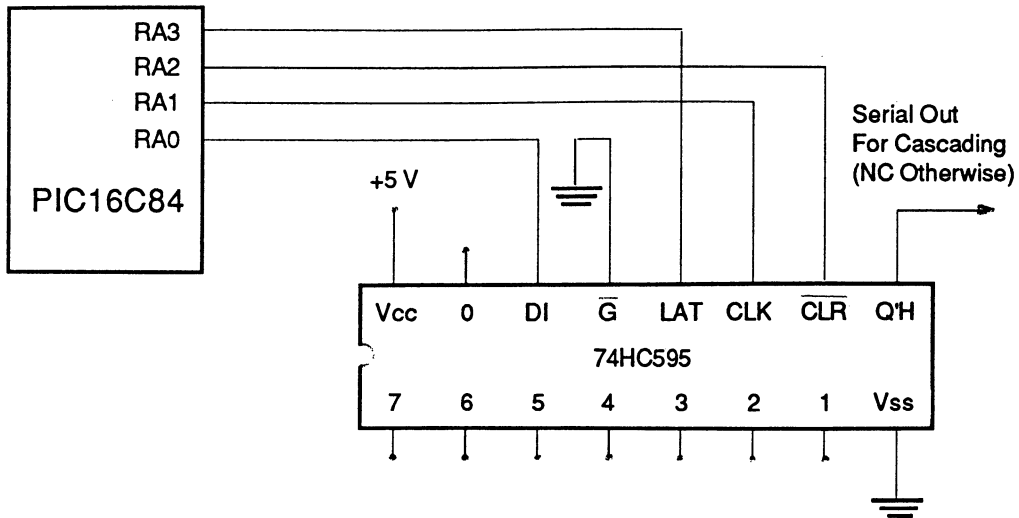 RA3
RA2
RA1
RA0
PIC16C84
Serial Out
For Cascading
(NC Otherwise)
+5 V
Vcc 0 DI G LAT CLK CLR Q'H
74HC595
7 6 5 4 3 2 1 Vss